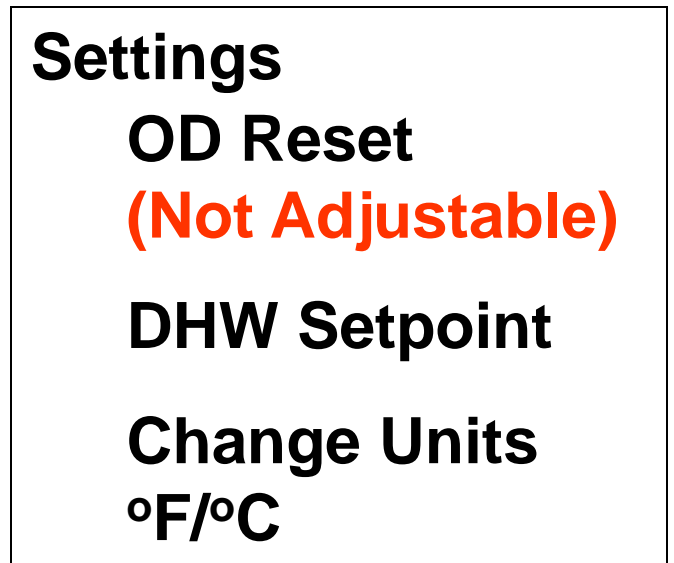 Settings
OD Reset
(Not Adjustable)
DHW Setpoint
Change Units
ºF/ºC